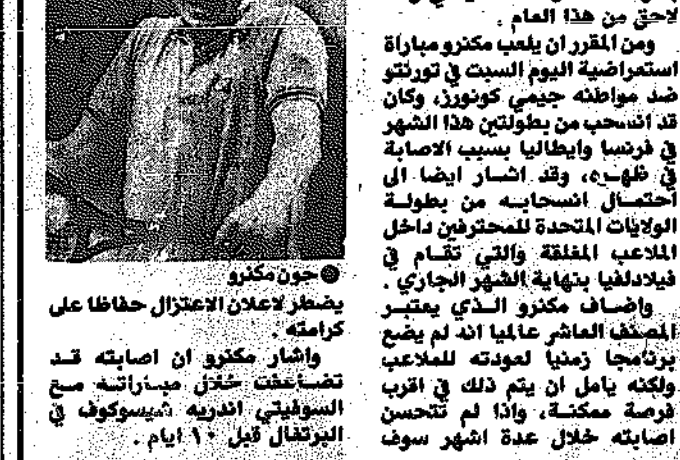 لاحق من هذا العام .
ومن المقرر ان يلعب مكنرو مباراة
استعراضية اليوم السبت في تورنتو
ضد مواطنه جيمي كونورز، وكان
قد انسحب من بطولتين هذا الشهر
في فرنسا وايطاليا بسبب الاصابة
في ظهره، وقد اشار ايضا الى
احتمال انسحابه من بطولة
الولايات المتحدة للمحترفين داخل
الملاعب المغلقة والتي تقام في
فيلادلفيا بنهاية الشهر الجاري .
واضاف مكنرو الذي يعتبر
المصنف العاشر عالميا انه لم يضع
برنامجا زمنيا لعودته للملاعب
ولكنه يامل ان يتم ذلك في اقرب
فرصة ممكنة، واذا لم تتحسن
اصابته خلال عدة اشهر سوف
جون مكنرو
يضطر لاعلان الاعتزال حفاظا على
كرامته .
واشار مكنرو ان اصابته قد
تضاعفت خلال مباراته مع
السوفيتي اندريه تميسوكوف في
البرتغال قبل ١٠ ايام .